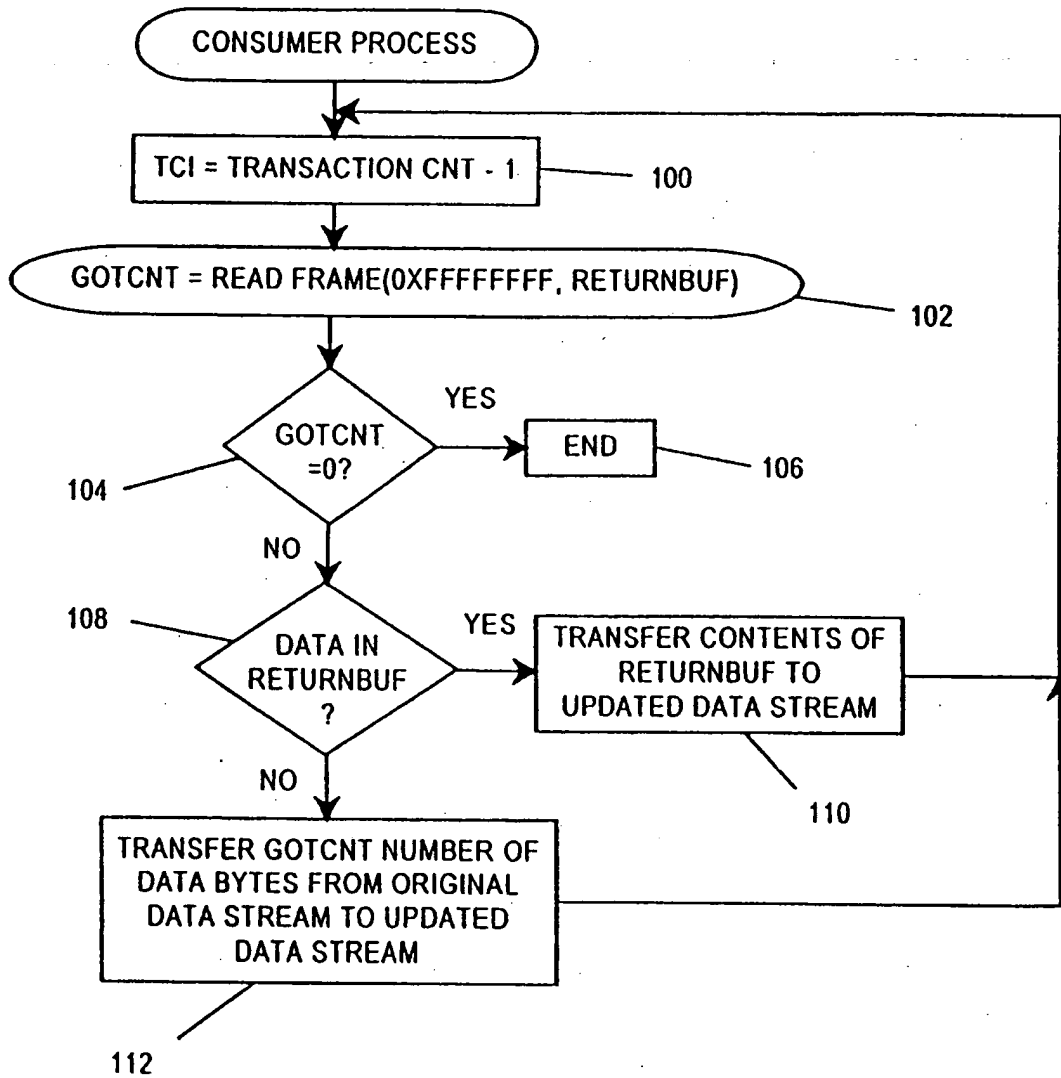 CONSUMER PROCESS
TCI = TRANSACTION CNT - 1
100
GOTCNT = READ FRAME(0XFFFFFFFF, RETURNBUF)
102
GOTCNT
=0?
YES
END
104
106
NO
108
DATA IN
RETURNBUF
?
YES
TRANSFER CONTENTS OF
RETURNBUF TO
UPDATED DATA STREAM
110
NO
TRANSFER GOTCNT NUMBER OF
DATA BYTES FROM ORIGINAL
DATA STREAM TO UPDATED
DATA STREAM
112